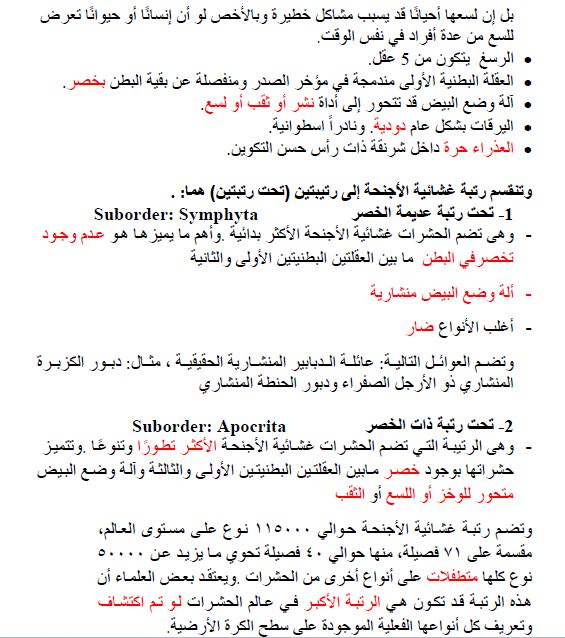 بل إن لسعها أحيانًا قد يسبب مشاكل خطيرة وبالأخص لو أن إنسانًا أو حيوانًا تعرض
للسع من عدة أفراد في نفس الوقت.
• الرسغ يتكون من 5 عقل.
• العقلة البطنية الأولى مندمجة في مؤخر الصدر ومنفصلة عن بقية البطن بخصر.
• آلة وضع البيض قد تتحور إلى أداة نشر أو ثقب أو لسع.
• اليرقات بشكل عام دودية. ونادراً اسطوانية.
• العذراء حرة داخل شرنقة ذات رأس حسن التكوين.
وتنقسم رتبة غشائية الأجنحة إلى رتيبتين (تحت رتبتين) هما: .
1- تحت رتبة عديمة الخصر Suborder: Symphyta
- وهى تضم الحشرات غشائية الأجنحة الأكثر بدائية .وأهم ما يميزها هو عدم وجود
تخصرفي البطن ما بين العقلتين البطنيتين الأولى والثانية
- ألة وضع البيض منشارية
- أغلب الأنواع ضار
وتضم العوائل التالية: عائلة الدبابير المنشارية الحقيقية ، مثال: دبور الكزبرة
المنشاري ذو الأرجل الصفراء ودبور الحنطة المنشاري
2- تحت رتبة ذات الخصر Suborder: Apocrita
- وهى الرتيبة التي تضم الحشرات غشائية الأجنحة الأكثر تطورًا وتنوعًا .وتتميز
حشراتها بوجود خصر مابين العقلتين البطنيتين الأولى والثالثة وآلة وضع البيض
متحور للوخز أو اللسع أو الثقب
وتضم رتبة غشائية الأجنحة حوالي ١١٥٠٠٠ نوع على مستوى العالم،
مقسمة على ٧١ فصيلة، منها حوالي ٤٠ فصيلة تحوي ما يزيد عن ٥٠٠٠٠
نوع كلها متطفلات على أنواع أخرى من الحشرات .ويعتقد بعض العلماء أن
هذه الرتبة قد تكون هي الرتبة الأكبر في عالم الحشرات لو تم اكتشاف
وتعريف كل أنواعها الفعلية الموجودة على سطح الكرة الأرضية.